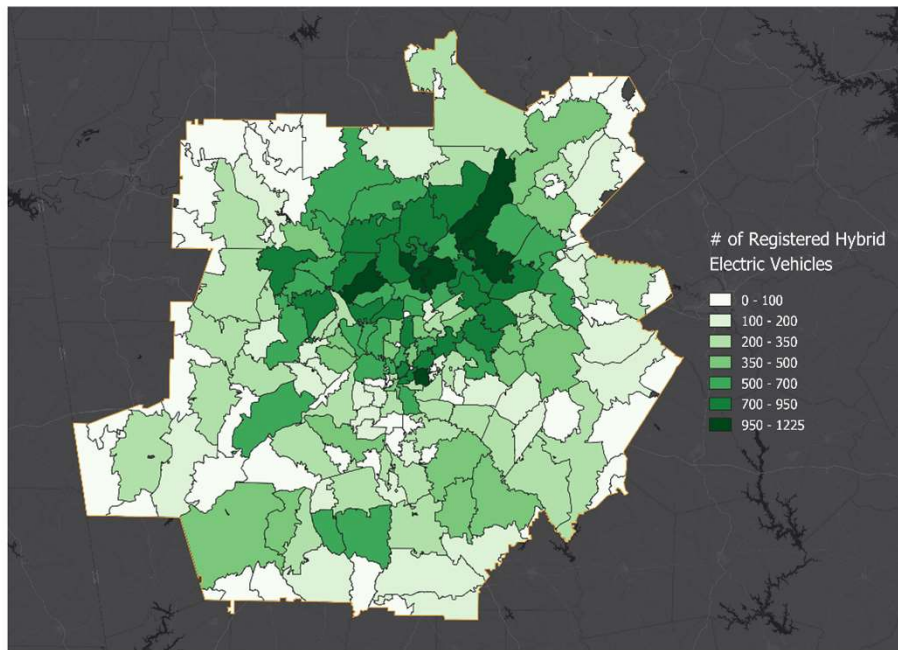 # of Registered Hybrid
Electric Vehicles
0 - 100
100 - 200
200 - 350
350 - 500
500 - 700
700 - 950
950 - 1225